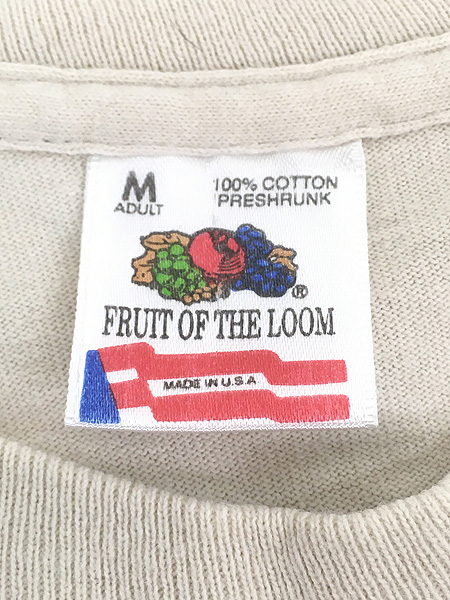 M
ADULT
100% COTTON
PRESHRUNK
®
FRUIT OF THE LOOM
MADE IN U.S.A